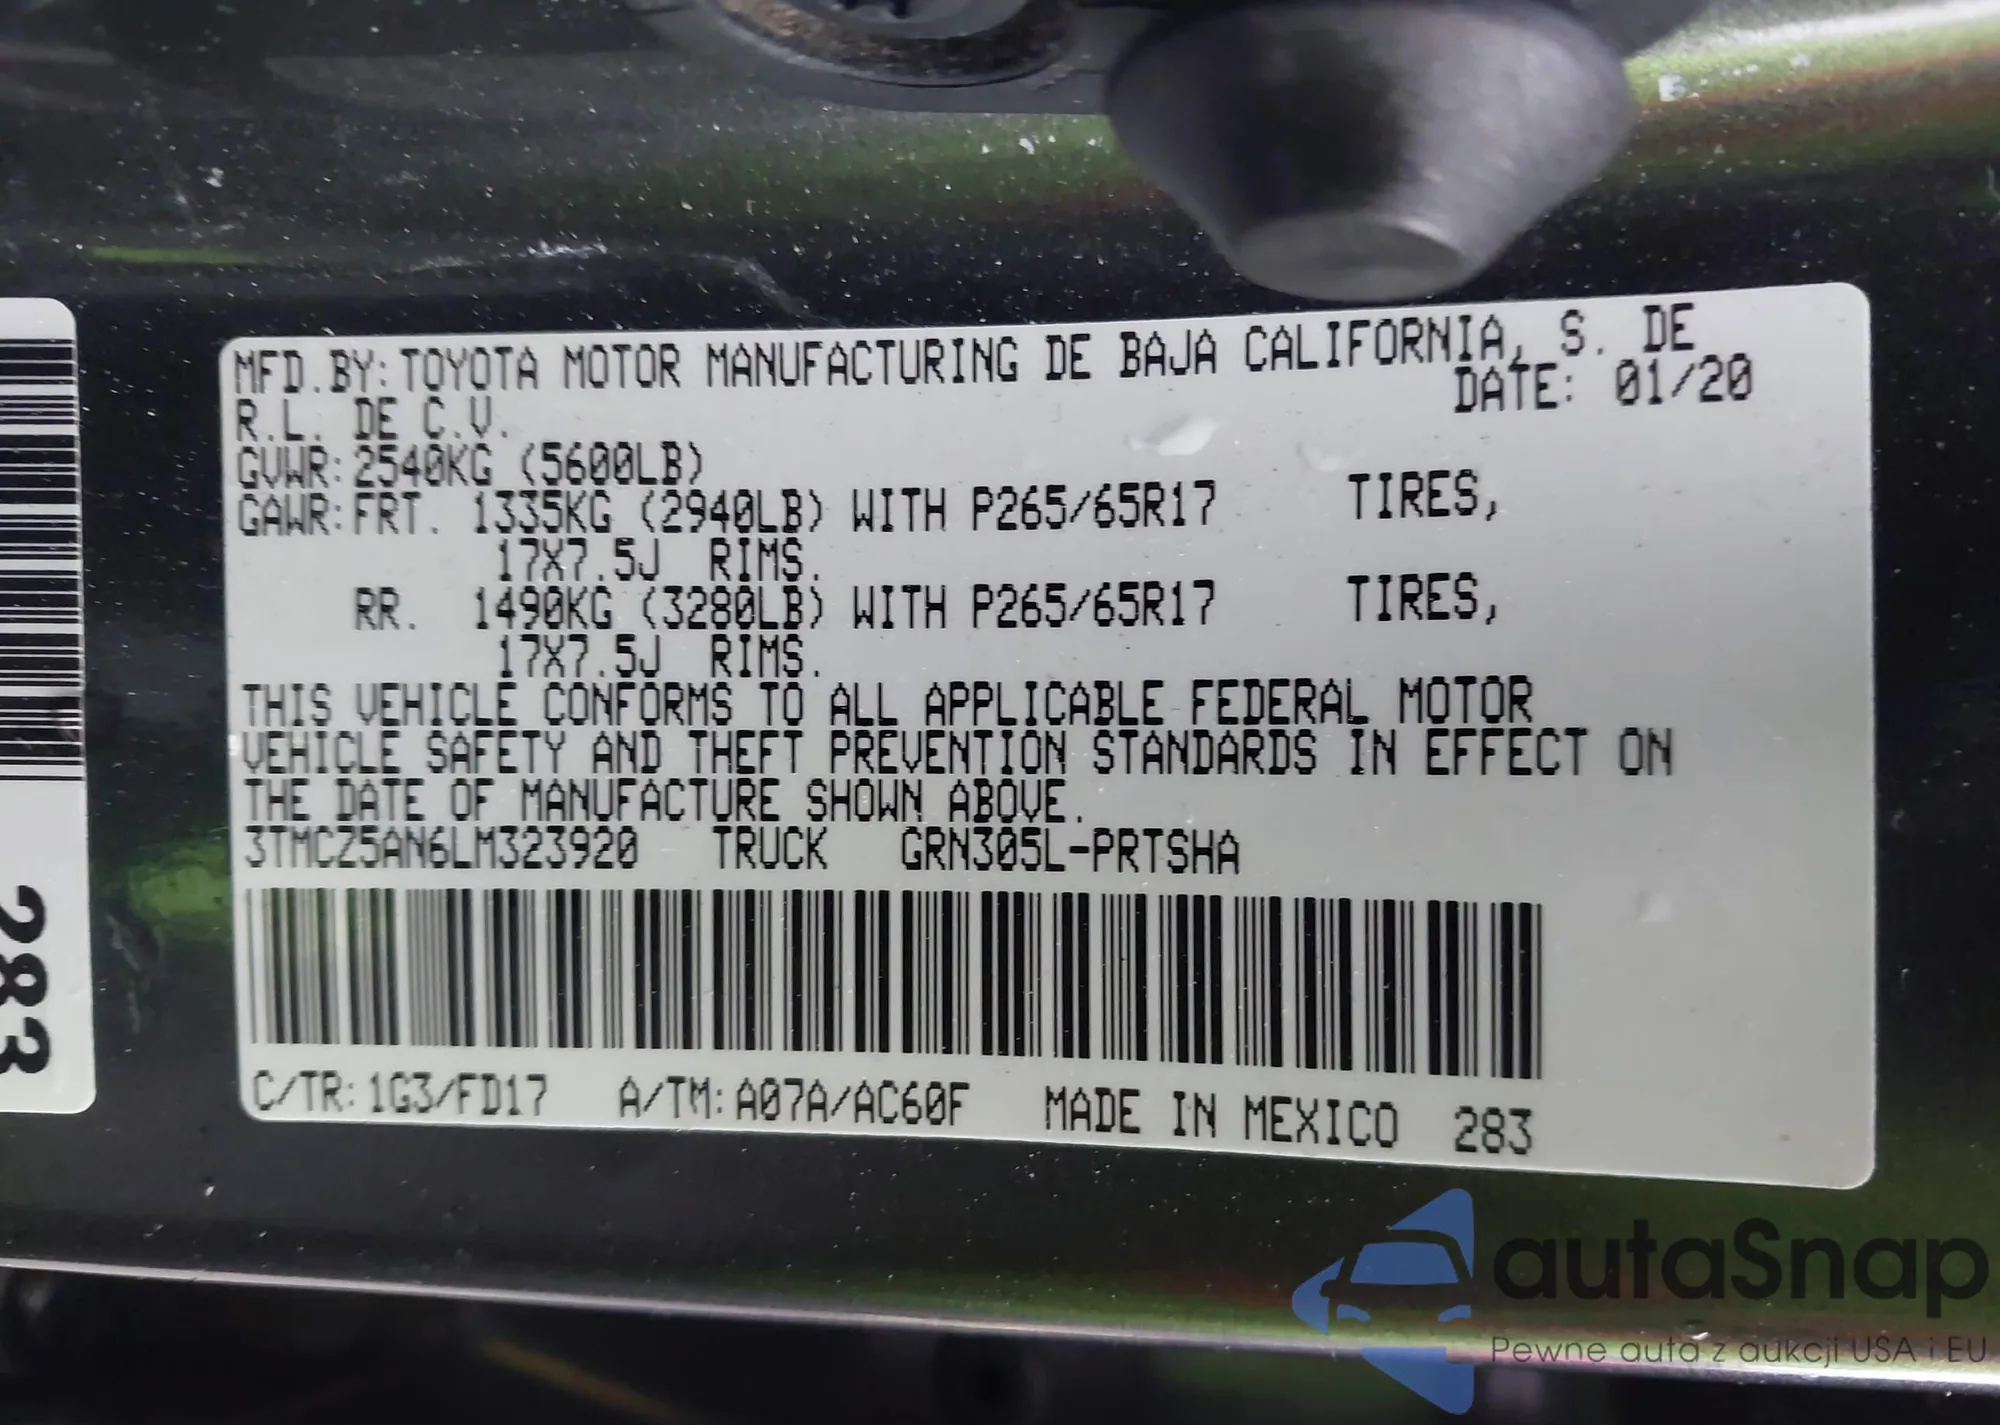 MFD.BY: TOYOTA MOTOR MANUFACTURING DE BAJA CALIFORNIA, S. DE
R.L. DE C.V. DATE: 01/20
GVWR: 2540KG (5600LB)
GAWR: FRT. 1335KG (2940LB) WITH P265/65R17 TIRES,
17X7.5J RIMS.
RR. 1490KG (3280LB) WITH P265/65R17 TIRES,
17X7.5J RIMS.
THIS VEHICLE CONFORMS TO ALL APPLICABLE FEDERAL MOTOR
VEHICLE SAFETY AND THEFT PREVENTION STANDARDS IN EFFECT ON
THE DATE OF MANUFACTURE SHOWN ABOVE.
3TMCZ5AN6LM323920 TRUCK GRN305L-PRTSHA
C/TR: 1G3/FD17 A/TM: A07A/AC60F MADE IN MEXICO 283
283
autaSnap
Pewne auta z aukcji USA i EU